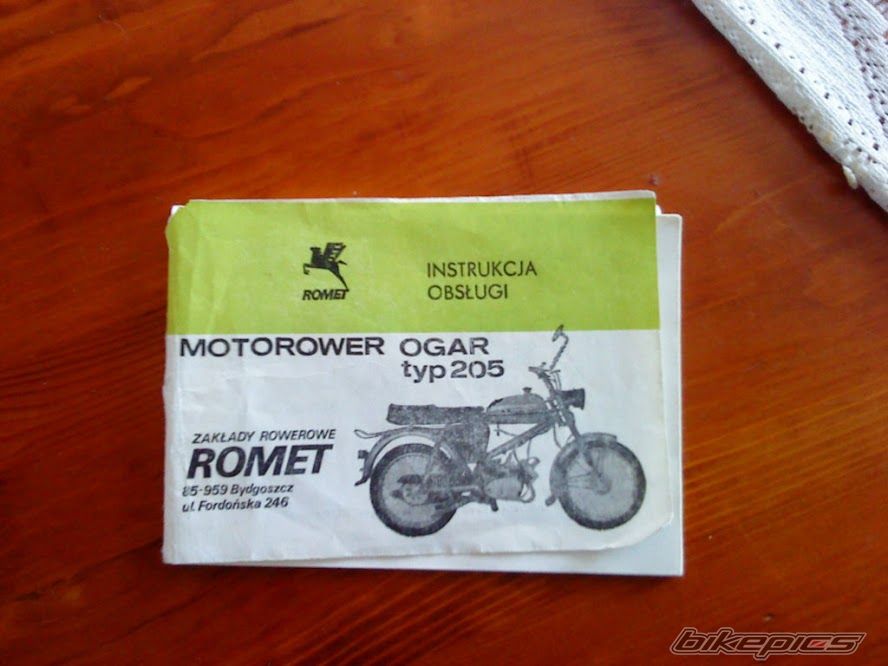 ROMET
INSTRUKCJA
OBSŁUGI
MOTOROWER OGAR
typ 205
ZAKŁADY ROWEROWE
ROMET
85-959 Bydgoszcz
ul. Fordońska 246
bikepics